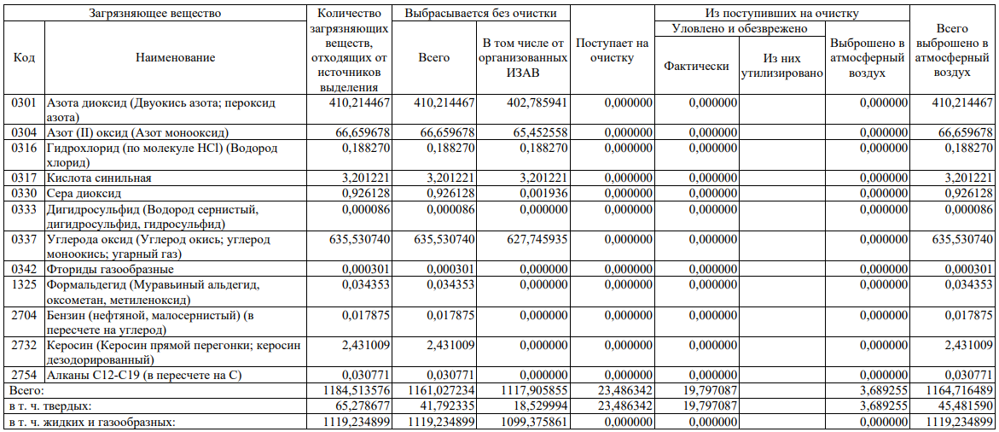 Загрязняющее вещество Количество загрязняющих веществ, отходящих от источников выделения Выбрасывается без очистки Поступает на очистку Из поступивших на очистку Всего выброшено в атмосферный воздух
Уловлено и обезврежено Выброшено в атмосферный воздух
Код Наименование Всего В том числе от организованных ИЗАВ Фактически Из них утилизировано
0301 Азота диоксид (Двуокись азота; пероксид 410,214467 410,214467 402,785941 0,000000 0,000000 0,000000 410,214467
азота)
0304 Азот (II) оксид (Азот монооксид) 66,659678 66,659678 65,452558 0,000000 0,000000 0,000000 66,659678
0316 Гидрохлорид (по молекуле HCl) (Водород 0,188270 0,188270 0,188270 0,000000 0,000000 0,000000 0,188270
хлорид)
0317 Кислота синильная 3,201221 3,201221 3,201221 0,000000 0,000000 0,000000 3,201221
0330 Сера диоксид 0,926128 0,926128 0,001936 0,000000 0,000000 0,000000 0,926128
0333 Дигидросульфид (Водород сернистый, 0,000086 0,000086 0,000000 0,000000 0,000000 0,000000 0,000086
дигидросульфид, гидросульфид)
0337 Углерода оксид (Углерод окись; углерод 635,530740 635,530740 627,745935 0,000000 0,000000 0,000000 635,530740
моноокись; угарный газ)
0342 Фториды газообразные 0,000301 0,000301 0,000000 0,000000 0,000000 0,000000 0,000301
1325 Формальдегид (Муравьиный альдегид, 0,034353 0,034353 0,000000 0,000000 0,000000 0,000000 0,034353
оксометан, метиленоксид)
2704 Бензин (нефтяной, малосернистый) (в 0,017875 0,017875 0,000000 0,000000 0,000000 0,000000 0,017875
пересчете на углерод)
2732 Керосин (Керосин прямой перегонки; керосин 2,431009 2,431009 0,000000 0,000000 0,000000 0,000000 2,431009
дезодорированный)
2754 Алканы C12-C19 (в пересчете на C) 0,030771 0,030771 0,000000 0,000000 0,000000 0,000000 0,030771
Всего: 1184,513576 1161,027234 1117,905855 23,486342 19,797087 3,689255 1164,716489
в т. ч. твердых: 65,278677 41,792335 18,529994 23,486342 19,797087 3,689255 45,481590
в т. ч. жидких и газообразных: 1119,234899 1119,234899 1099,375861 0,000000 0,000000 0,000000 1119,234899